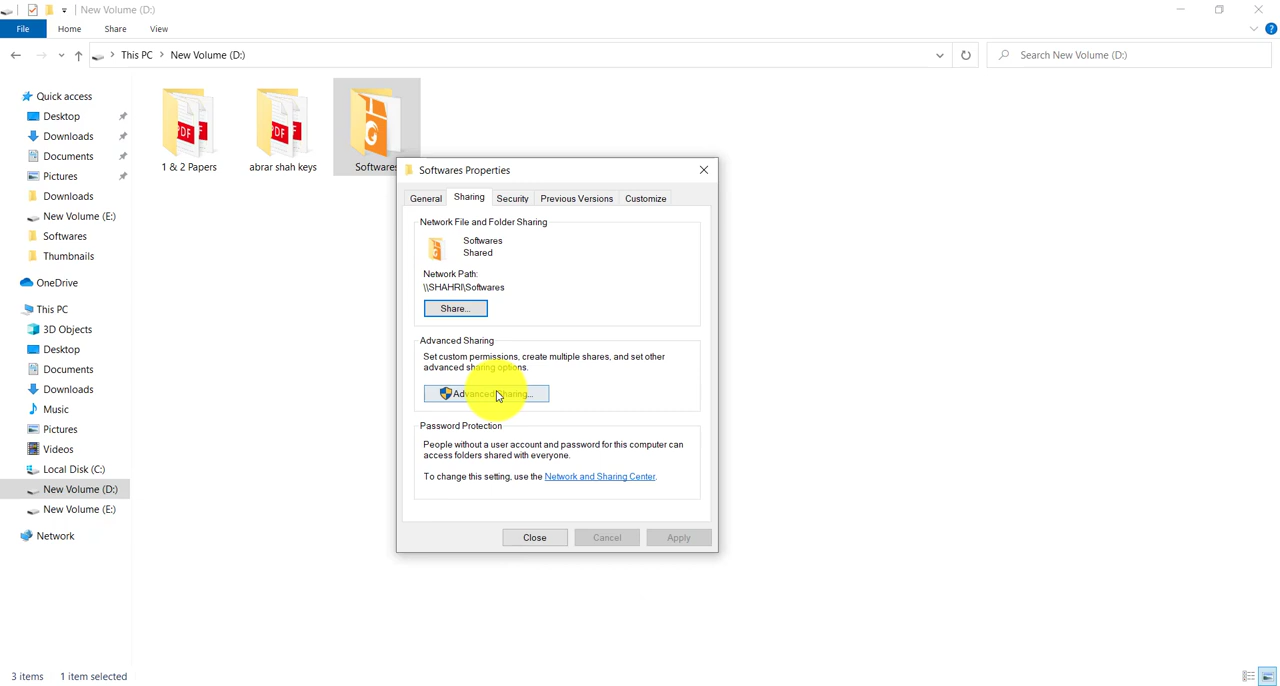 New Volume (D:)
File Home Share View
This PC New Volume (D:) Search New Volume (D:)
Quick access
Desktop
Downloads
Documents
Pictures
Downloads
New Volume (E:)
Softwares
Thumbnails
OneDrive
This PC
3D Objects
Desktop
Documents
Downloads
Music
Pictures
Videos
Local Disk (C:)
New Volume (D:)
New Volume (E:)
Network
PDF
PDF
1 & 2 Papers abrar shah keys Softwares
Softwares Properties
General Sharing Security Previous Versions Customize
Network File and Folder Sharing
Softwares
Shared
Network Path:
\\SHAHRI\Softwares
Share...
Advanced Sharing
Set custom permissions, create multiple shares, and set other
advanced sharing options.
Advanced Sharing...
Password Protection
People without a user account and password for this computer can
access folders shared with everyone.
To change this setting, use the Network and Sharing Center.
Close Cancel Apply
3 items 1 item selected